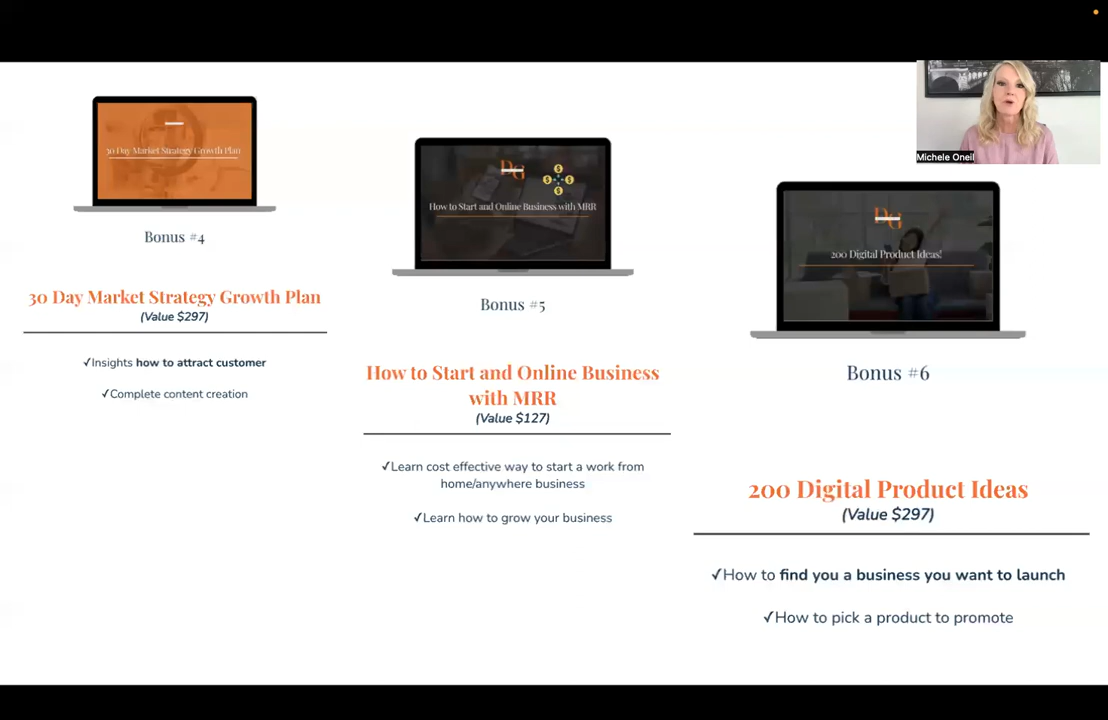 Michele Oneil
30 Day Market Strategy Growth Plan
Bonus #4
30 Day Market Strategy Growth Plan
(Value $297)
✓Insights how to attract customer
✓Complete content creation
DG
How to Start and Online Business with MRR
Bonus #5
How to Start and Online Business
with MRR
(Value $127)
✓Learn cost effective way to start a work from
home/anywhere business
✓Learn how to grow your business
DG
200 Digital Product Ideas!
Bonus #6
200 Digital Product Ideas
(Value $297)
✓How to find you a business you want to launch
✓How to pick a product to promote